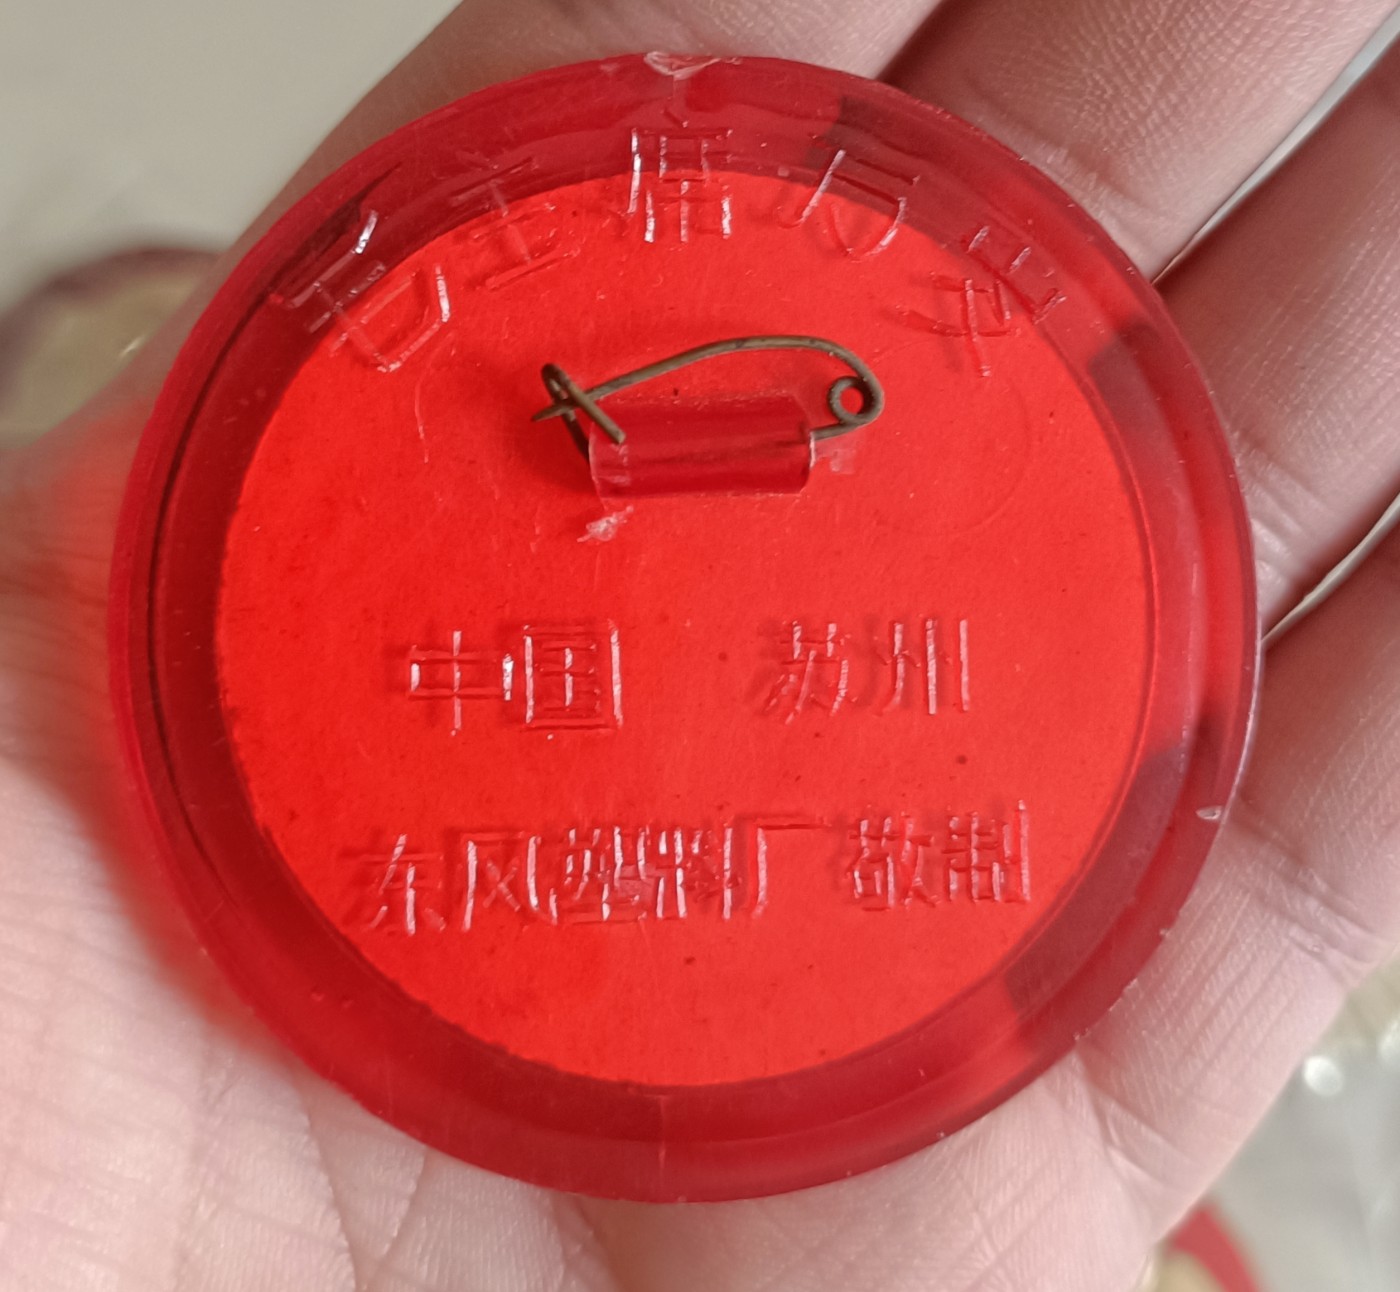 毛主席万岁
中国 苏州
东风塑料厂敬制